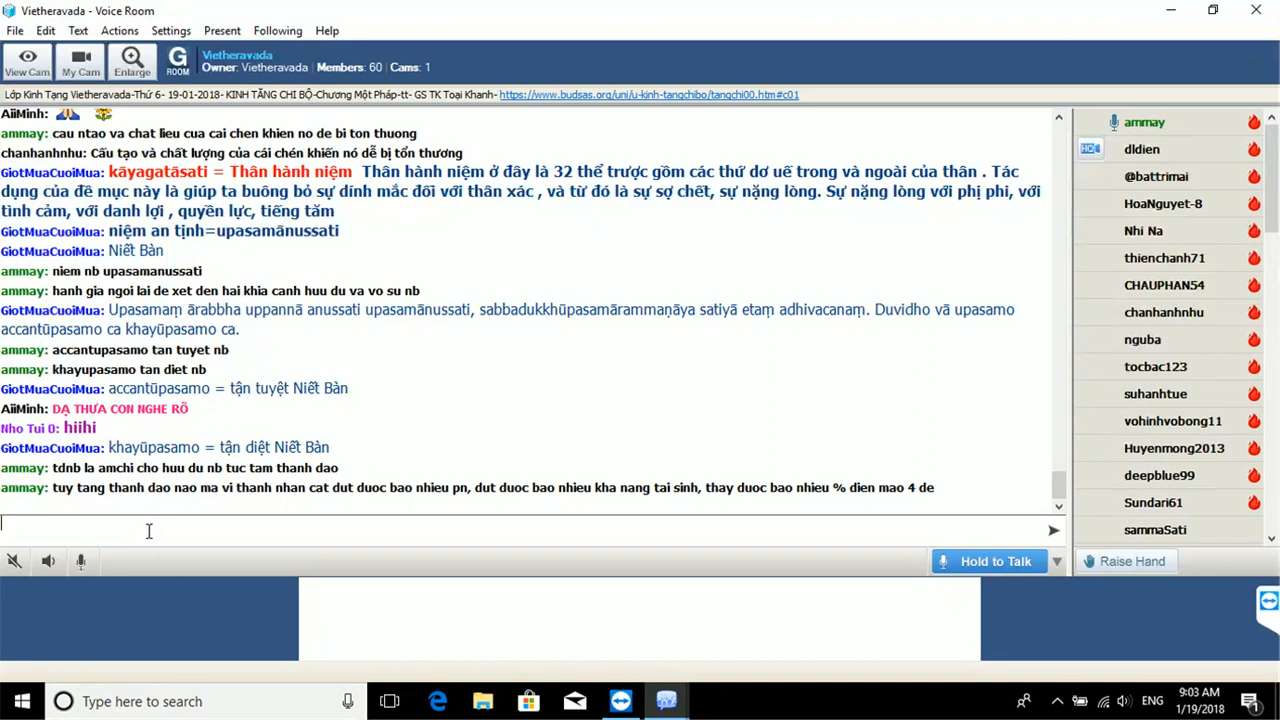 Vietheravada - Voice Room
File Edit Text Actions Settings Present Following Help
View Cam My Cam Enlarge G ROOM Vietheravada
Owner: Vietheravada | Members: 60 | Cams: 1
Lớp Kinh Tạng Vietheravada-Thứ 6- 19-01-2018- KINH TĂNG CHI BỘ-Chương Một Pháp-tt- GS TK Toại Khanh- https://www.budsas.org/uni/u-kinh-tangchibo/tangchi00.htm#c01
AiiMinh:
ammay: cau ntao va chat lieu cua cai chen khien no de bi ton thuong
chanhanhnhu: Cấu tạo và chất lượng của cái chén khiến nó dễ bị tổn thương
GiotMuaCuoiMua: kāyagatāsati = Thân hành niệm Thân hành niệm ở đây là 32 thể trược gồm các thứ dơ uế trong và ngoài của thân . Tác
dụng của đề mục này là giúp ta buông bỏ sự dính mắc đối với thân xác , và từ đó là sự sợ chết, sự nặng lòng. Sự nặng lòng với phị phi, với
tình cảm, với danh lợi , quyền lực, tiếng tăm
GiotMuaCuoiMua: niệm an tịnh=upasamānussati
GiotMuaCuoiMua: Niết Bàn
ammay: niem nb upasamanussati
ammay: hanh gia ngoi lai de xet den hai khia canh huu du va vo su nb
GiotMuaCuoiMua: Upasamaṃ ārabbha uppannā anussati upasamānussati, sabbadukkhūpasamārammaṇāya satiyā etaṃ adhivacanaṃ. Duvidho vā upasamo
accantūpasamo ca khayūpasamo ca.
ammay: accantupasamo tan tuyet nb
ammay: khayupasamo tan diet nb
GiotMuaCuoiMua: accantūpasamo = tận tuyệt Niết Bàn
AiiMinh: DẠ THƯA CON NGHE RÕ
Nho Tui 0: hiihi
GiotMuaCuoiMua: khayūpasamo = tận diệt Niết Bàn
ammay: tdnb la amchi cho huu du nb tuc tam thanh dao
ammay: tuy tang thanh dao nao ma vi thanh nhan cat dut duoc bao nhieu pn, dut duoc bao nhieu kha nang tai sinh, thay duoc bao nhieu % dien mao 4 de
ammay
dldien
@battrimai
HoaNguyet-8
Nhi Na
thienchanh71
CHAUPHAN54
chanhanhnhu
nguba
tocbac123
suhanhtue
vohinhvobong11
Huyenmong2013
deepblue99
Sundari61
sammaSati
Hold to Talk
Raise Hand
Type here to search
ENG
9:03 AM
1/19/2018
1